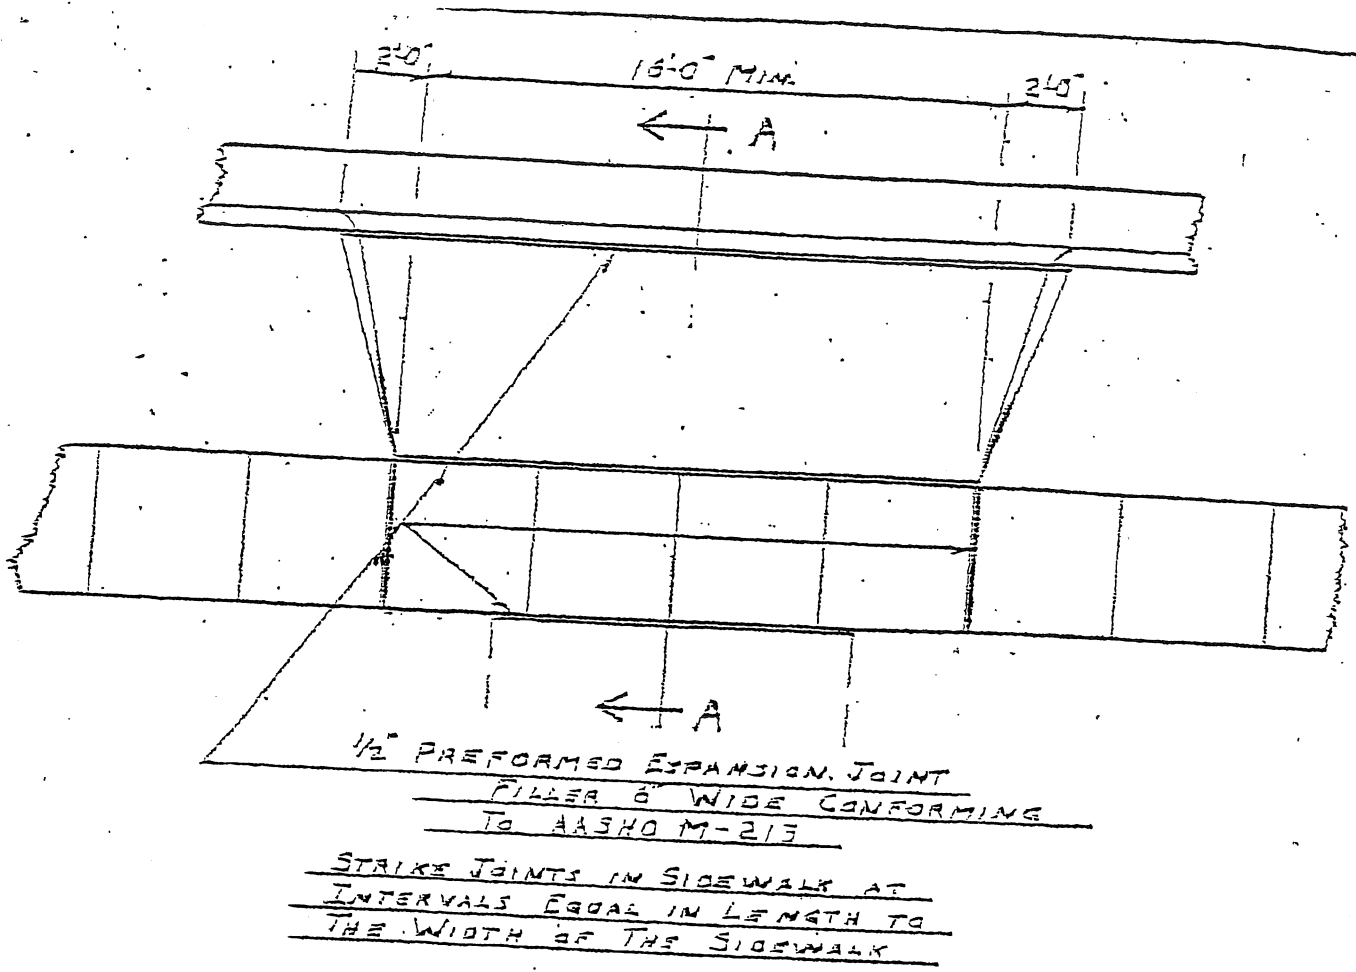 2'-0"
16'-0" MIN.
2'-0"
A
A
1/2" PREFORMED EXPANSION JOINT
FILLER 6" WIDE CONFORMING
TO AASHO M-213
STRIKE JOINTS IN SIDEWALK AT
INTERVALS EQUAL IN LENGTH TO
THE WIDTH OF THE SIDEWALK